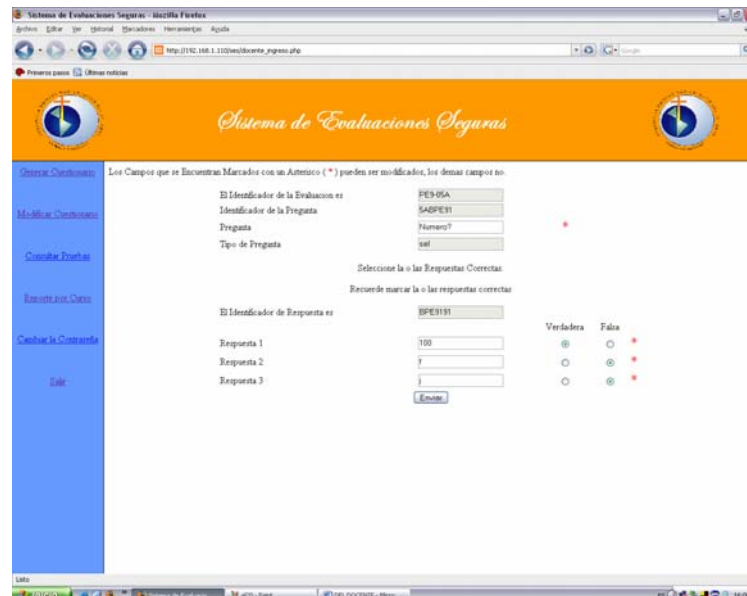 Sistema de Evaluaciones Seguras - Mozilla Firefox
Archivo Editar Ver Historial Marcadores Herramientas Ayuda
http://192.168.1.110/ses/docente_ingreso.php
Primeros pasos Últimas noticias
Sistema de Evaluaciones Seguras
Generar Cuestionario
Modificar Cuestionario
Consultar Pruebas
Reporte por Curso
Cambiar la Contraseña
Salir
Los Campos que se Encuentran Marcados con un Asterisco ( * ) pueden ser modificados, los demas campos no.
El Identificador de la Evaluacion es PE9-05A
Identificador de la Pregunta 5ABPE91
Pregunta Numero? *
Tipo de Pregunta sel
Seleccione la o las Respuestas Correctas
Recuerde marcar la o las respuestas correctas
El Identificador de Respuesta es BPE9191
Verdadera Falsa
Respuesta 1 100 *
Respuesta 2 f *
Respuesta 3 j *
Enviar
Listo